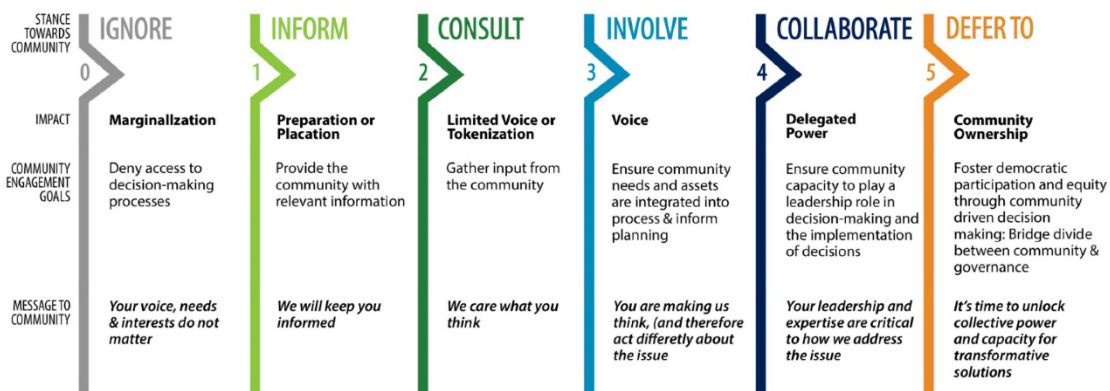 STANCE
TOWARDS
COMMUNITY
IGNORE
INFORM
CONSULT
INVOLVE
COLLABORATE
DEFER TO
0
1
2
3
4
5
IMPACT
Marginallzation
Preparation or
Placation
Limited Voice or
Tokenization
Voice
Delegated
Power
Community
Ownership
COMMUNITY
ENGAGEMENT
GOALS
Deny access to
decision-making
processes
Provide the
community with
relevant information
Gather input from
the community
Ensure community
needs and assets
are integrated into
process & inform
planning
Ensure community
capacity to play a
leadership role in
decision-making and
the implementation
of decisions
Foster democratic
participation and equity
through community
driven decision
making: Bridge divide
between community &
governance
MESSAGE TO
COMMUNITY
Your voice, needs
& interests do not
matter
We will keep you
informed
We care what you
think
You are making us
think, (and therefore
act differetly about
the issue
Your leadership and
expertise are critical
to how we address
the issue
It's time to unlock
collective power
and capacity for
transformative
solutions